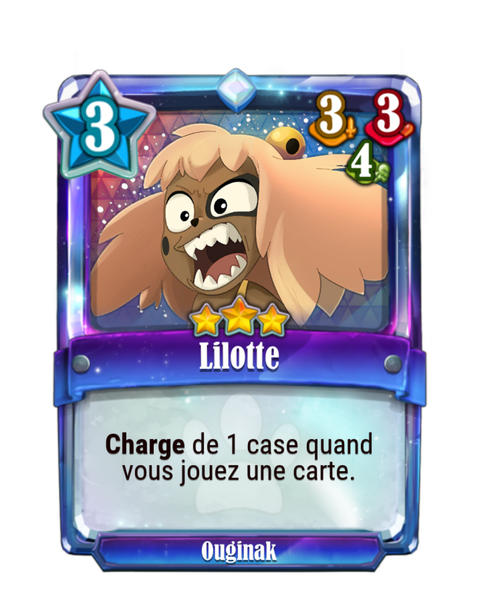 3
3 3
4
Lilotte
Charge de 1 case quand
vous jouez une carte.
Ouginak